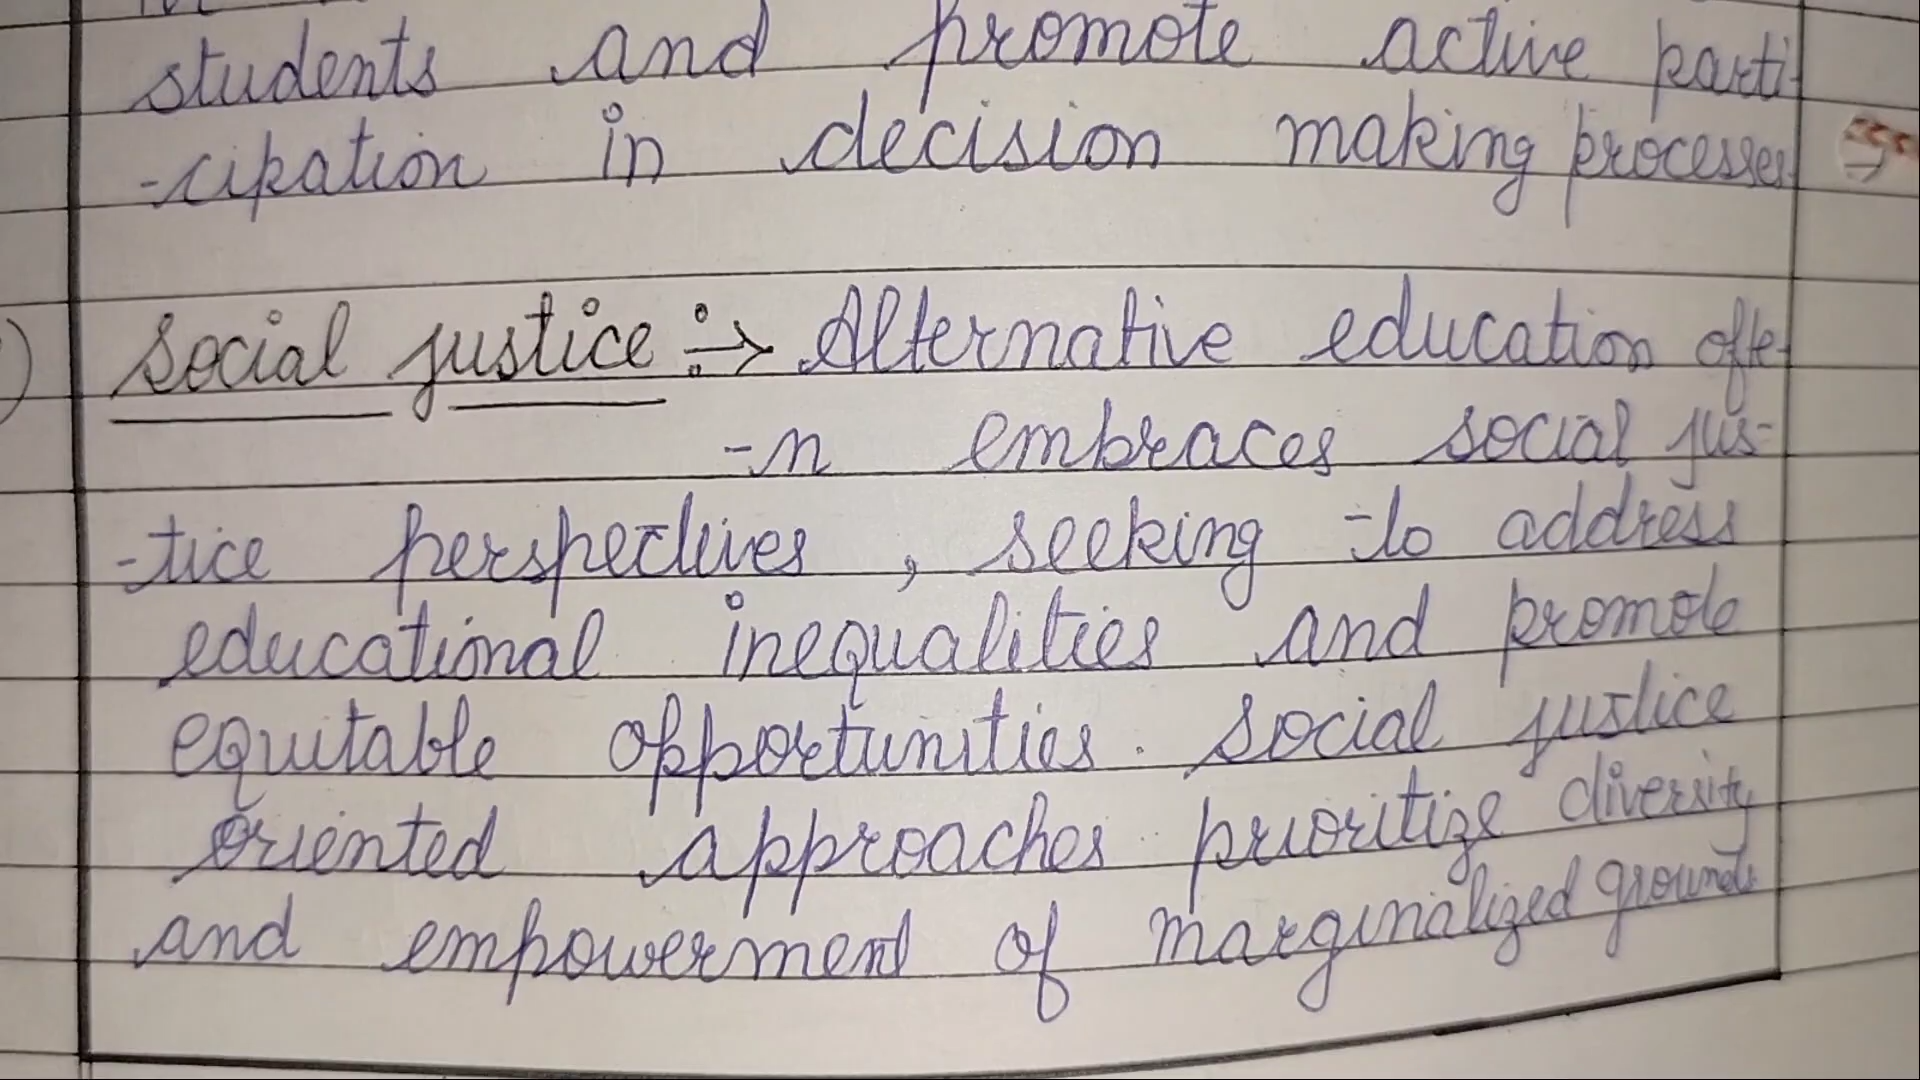 students and promote active parti-
-cipation in decision making processes
Social justice :→ Alternative education ofte-
-n embraces social jus-
-tice perspectives , seeking to address
educational inequalities and promote
equitable opportunities. Social justice
oriented approaches prioritize diversity
and empowerment of marginalized grounds